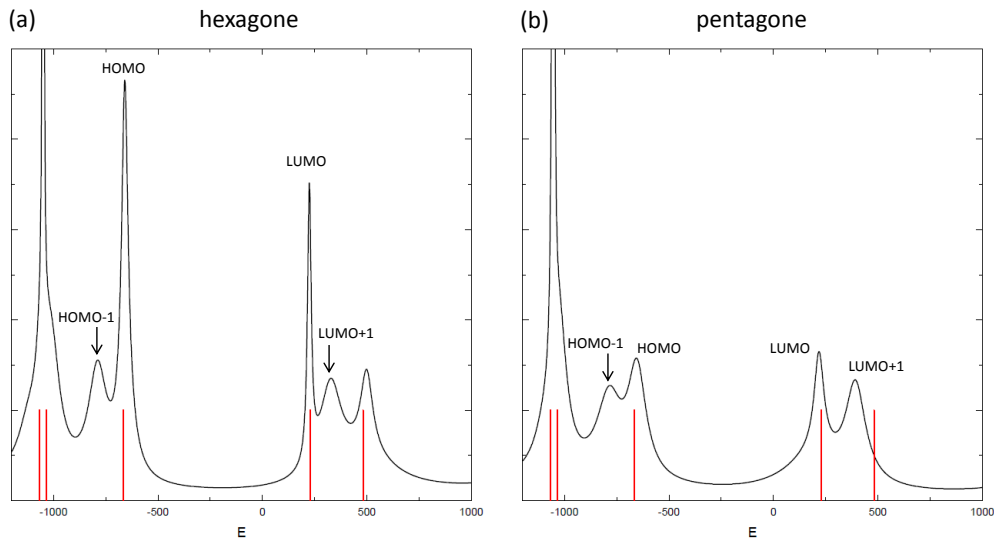 (a) hexagone
HOMO
LUMO
HOMO-1
LUMO+1
-1000 -500 0 500 1000
E
(b) pentagone
HOMO-1
HOMO
LUMO
LUMO+1
-1000 -500 0 500 1000
E